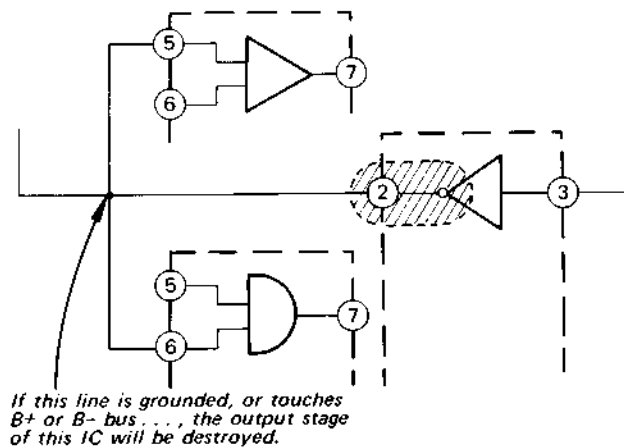 5
7
6
2
3
5
7
6
If this line is grounded, or touches
B+ or B- bus . . . . , the output stage
of this IC will be destroyed.